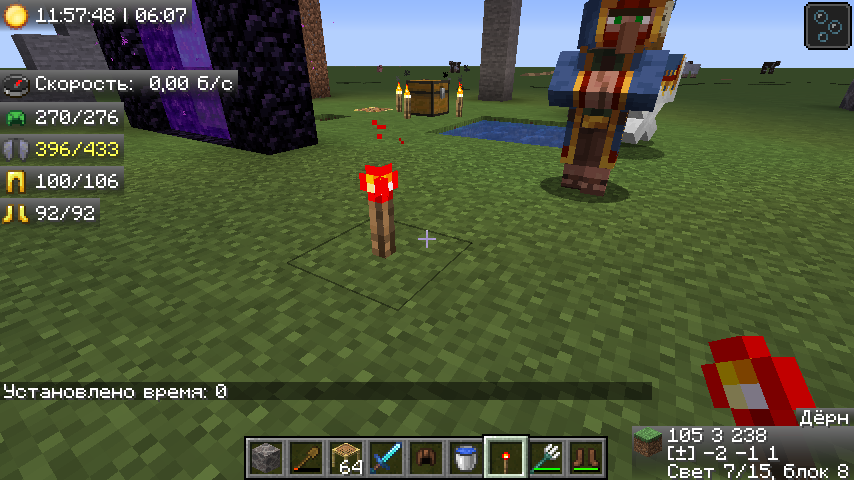 11:57:48 | 06:07
Скорость: 0,00 б/с
270/276
396/433
100/106
92/92
Установлено время: 0
64
Дёрн
105 3 238
[±] -2 -1 1
Свет 7/15, блок 8